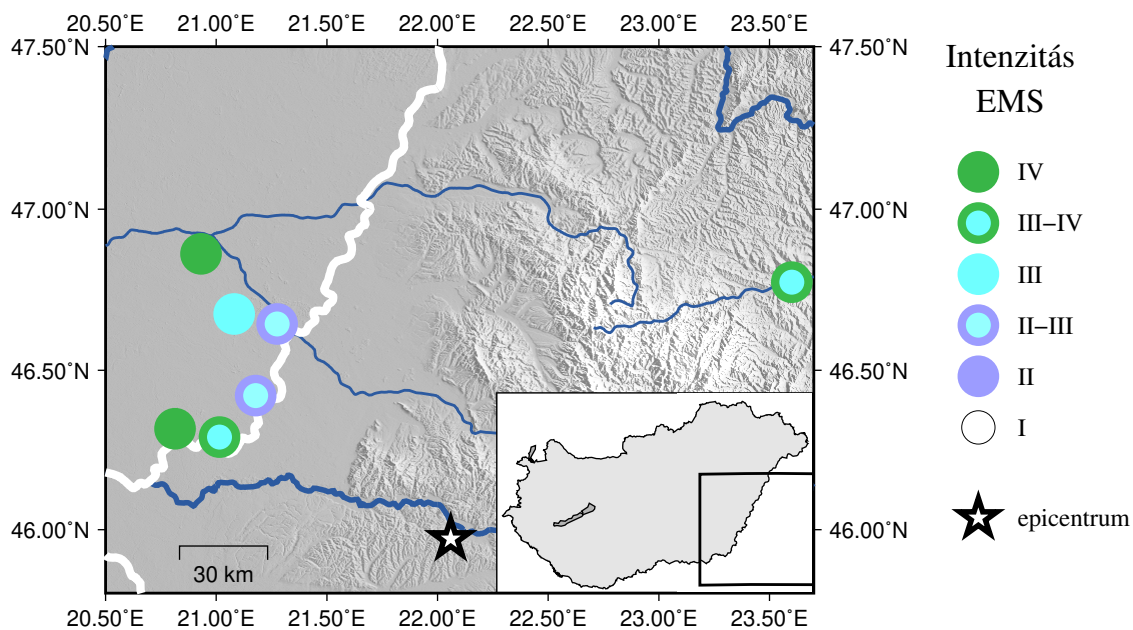 20.50˚E 21.00˚E 21.50˚E 22.00˚E 22.50˚E 23.00˚E 23.50˚E
47.50˚N 47.50˚N
47.00˚N 47.00˚N
46.50˚N 46.50˚N
46.00˚N 46.00˚N
30 km
20.50˚E 21.00˚E 21.50˚E 22.00˚E 22.50˚E 23.00˚E 23.50˚E
Intenzitás
EMS
IV
III–IV
III
II–III
II
I
epicentrum